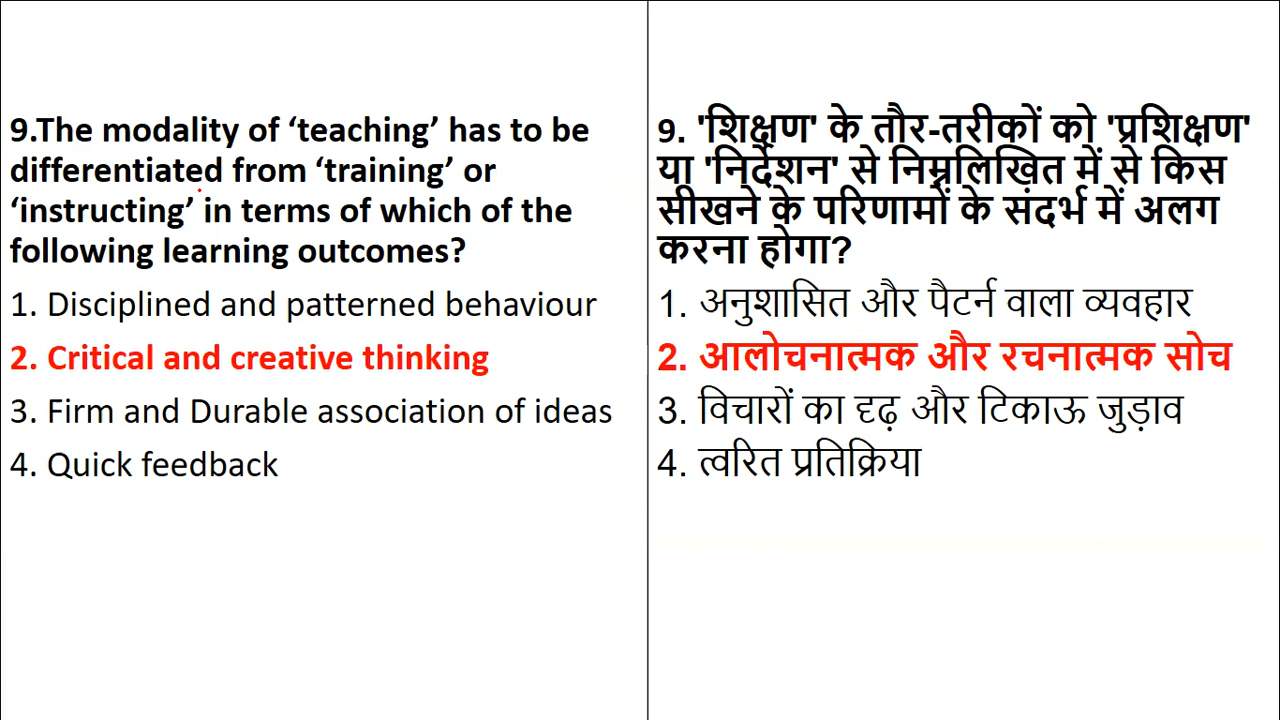 9.The modality of ‘teaching’ has to be
differentiated from ‘training’ or
‘instructing’ in terms of which of the
following learning outcomes?
1. Disciplined and patterned behaviour
2. Critical and creative thinking
3. Firm and Durable association of ideas
4. Quick feedback
9. 'शिक्षण' के तौर-तरीकों को 'प्रशिक्षण'
या 'निर्देशन' से निम्नलिखित में से किस
सीखने के परिणामों के संदर्भ में अलग
करना होगा?
1. अनुशासित और पैटर्न वाला व्यवहार
2. आलोचनात्मक और रचनात्मक सोच
3. विचारों का दृढ़ और टिकाऊ जुड़ाव
4. त्वरित प्रतिक्रिया